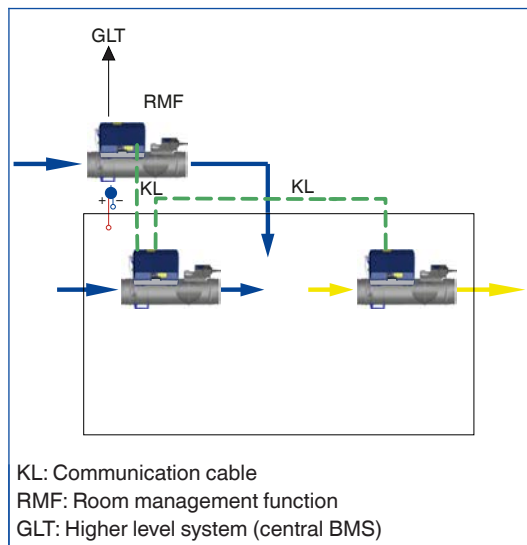 GLT
RMF
KL
KL
+ –
KL: Communication cable
RMF: Room management function
GLT: Higher level system (central BMS)